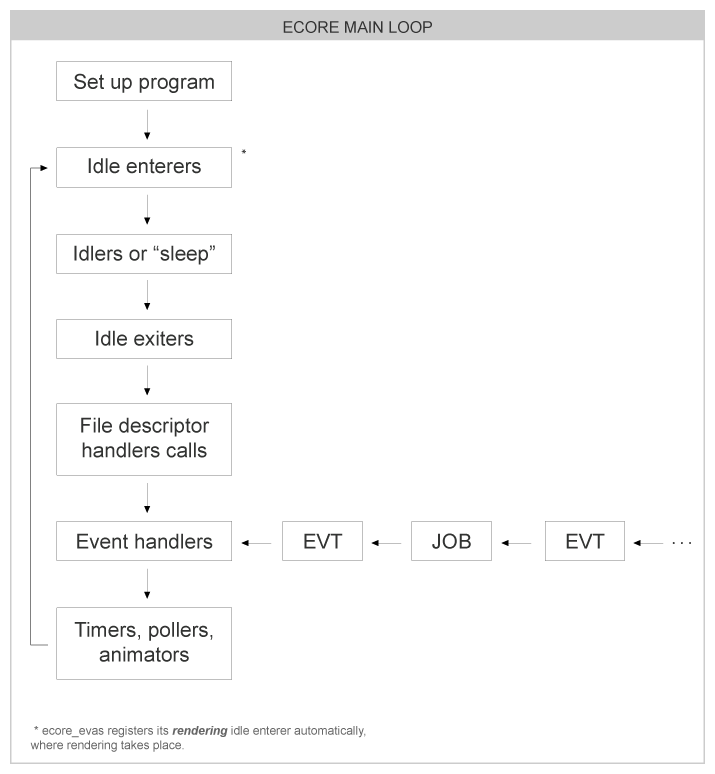 ECORE MAIN LOOP
Set up program
Idle enterers
*
Idlers or “sleep”
Idle exiters
File descriptor
handlers calls
Event handlers
EVT
JOB
EVT
...
Timers, pollers,
animators
* ecore_evas registers its rendering idle enterer automatically,
where rendering takes place.